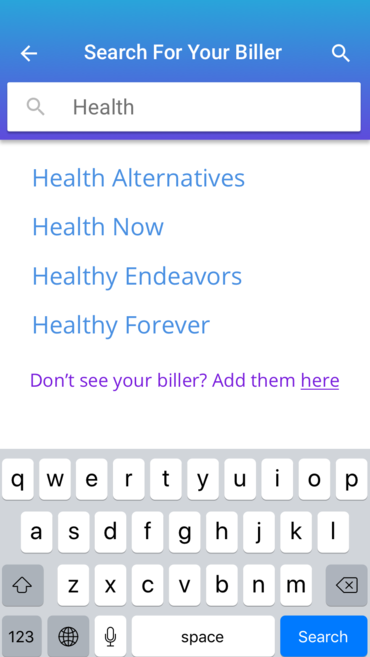 Search For Your Biller
Health
Health Alternatives
Health Now
Healthy Endeavors
Healthy Forever
Don’t see your biller? Add them here
q w e r t y u i o p
a s d f g h j k l
z x c v b n m
123 space Search